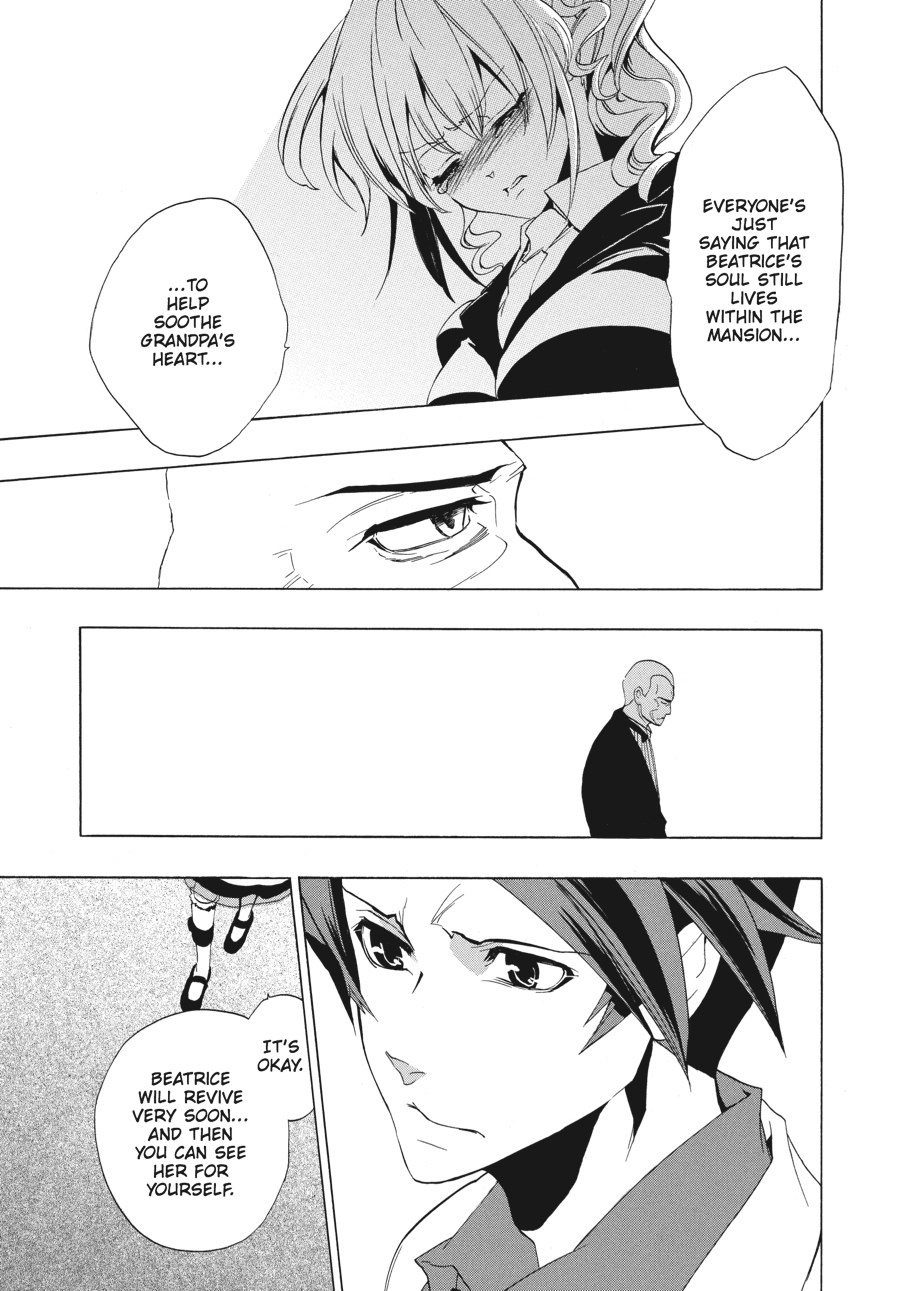 EVERYONE'S
JUST
SAYING THAT
BEATRICE'S
SOUL STILL
LIVES
WITHIN THE
MANSION...
...TO
HELP
SOOTHE
GRANDPA'S
HEART...
IT'S
OKAY.
BEATRICE
WILL REVIVE
VERY SOON...
AND THEN
YOU CAN SEE
HER FOR
YOURSELF.